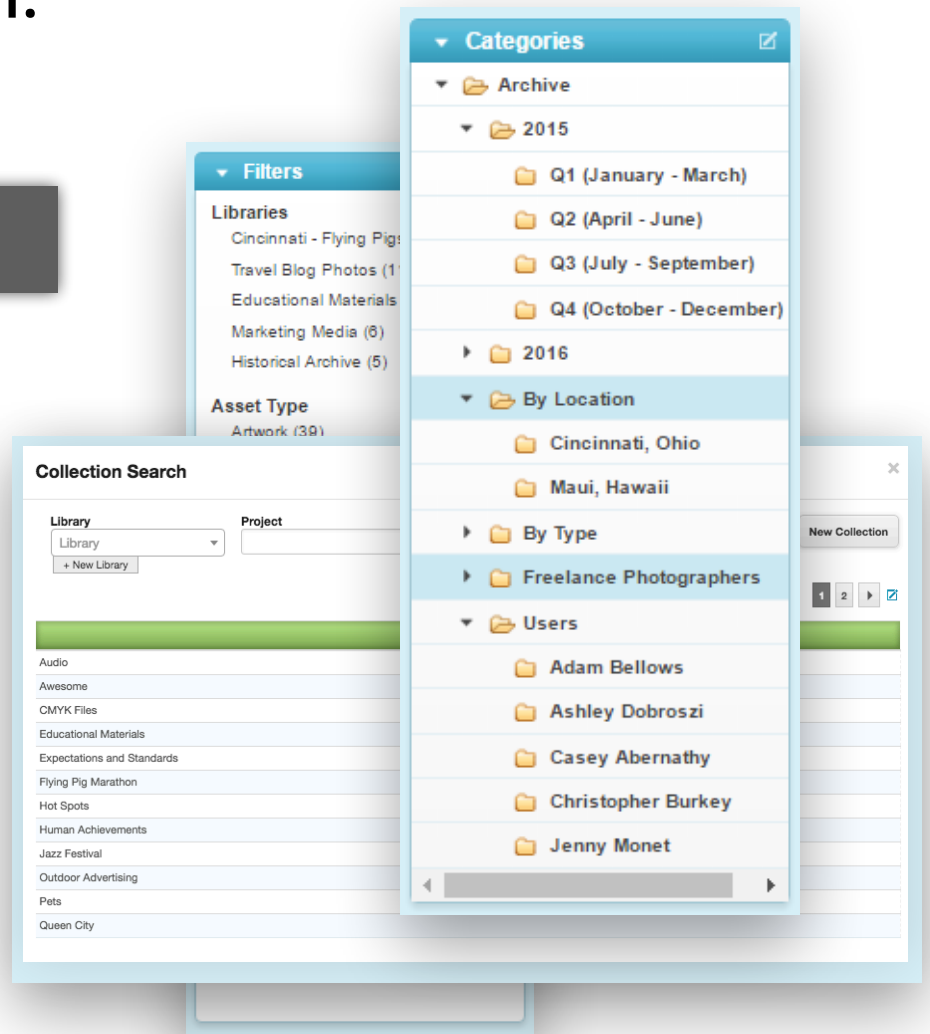 Categories
Archive
2015
Q1 (January - March)
Q2 (April - June)
Q3 (July - September)
Q4 (October - December)
2016
By Location
Cincinnati, Ohio
Maui, Hawaii
By Type
Freelance Photographers
Users
Adam Bellows
Ashley Dobroszi
Casey Abernathy
Christopher Burkey
Jenny Monet
Filters
Libraries
Cincinnati - Flying Pigs
Travel Blog Photos
Educational Materials
Marketing Media (6)
Historical Archive (5)
Asset Type
Artwork (39)
Collection Search
Library
Project
Library
+ New Library
New Collection
1 2
Audio
Awesome
CMYK Files
Educational Materials
Expectations and Standards
Flying Pig Marathon
Hot Spots
Human Achievements
Jazz Festival
Outdoor Advertising
Pets
Queen City